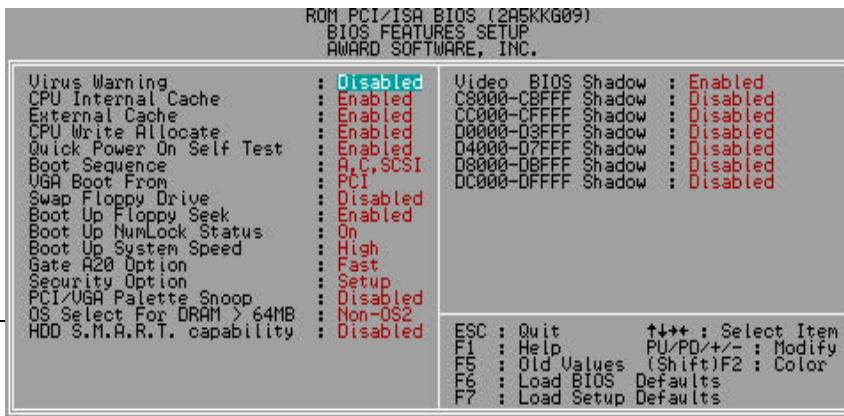 ROM PCI/ISA BIOS (2A5KKG09)
BIOS FEATURES SETUP
AWARD SOFTWARE, INC.
Virus Warning : Disabled
CPU Internal Cache : Enabled
External Cache : Enabled
CPU Write Allocate : Enabled
Quick Power On Self Test : Enabled
Boot Sequence : A,C,SCSI
VGA Boot From : PCI
Swap Floppy Drive : Disabled
Boot Up Floppy Seek : Enabled
Boot Up NumLock Status : On
Boot Up System Speed : High
Gate A20 Option : Fast
Security Option : Setup
PCI/VGA Palette Snoop : Disabled
OS Select For DRAM > 64MB : Non-OS2
HDD S.M.A.R.T. capability : Disabled
Video BIOS Shadow : Enabled
C8000-CBFFF Shadow : Disabled
CC000-CFFFF Shadow : Disabled
D0000-D3FFF Shadow : Disabled
D4000-D7FFF Shadow : Disabled
D8000-DBFFF Shadow : Disabled
DC000-DFFFF Shadow : Disabled
ESC : Quit ↑↓→← : Select Item
F1 : Help PU/PD/+/- : Modify
F5 : Old Values (Shift)F2 : Color
F6 : Load BIOS Defaults
F7 : Load Setup Defaults